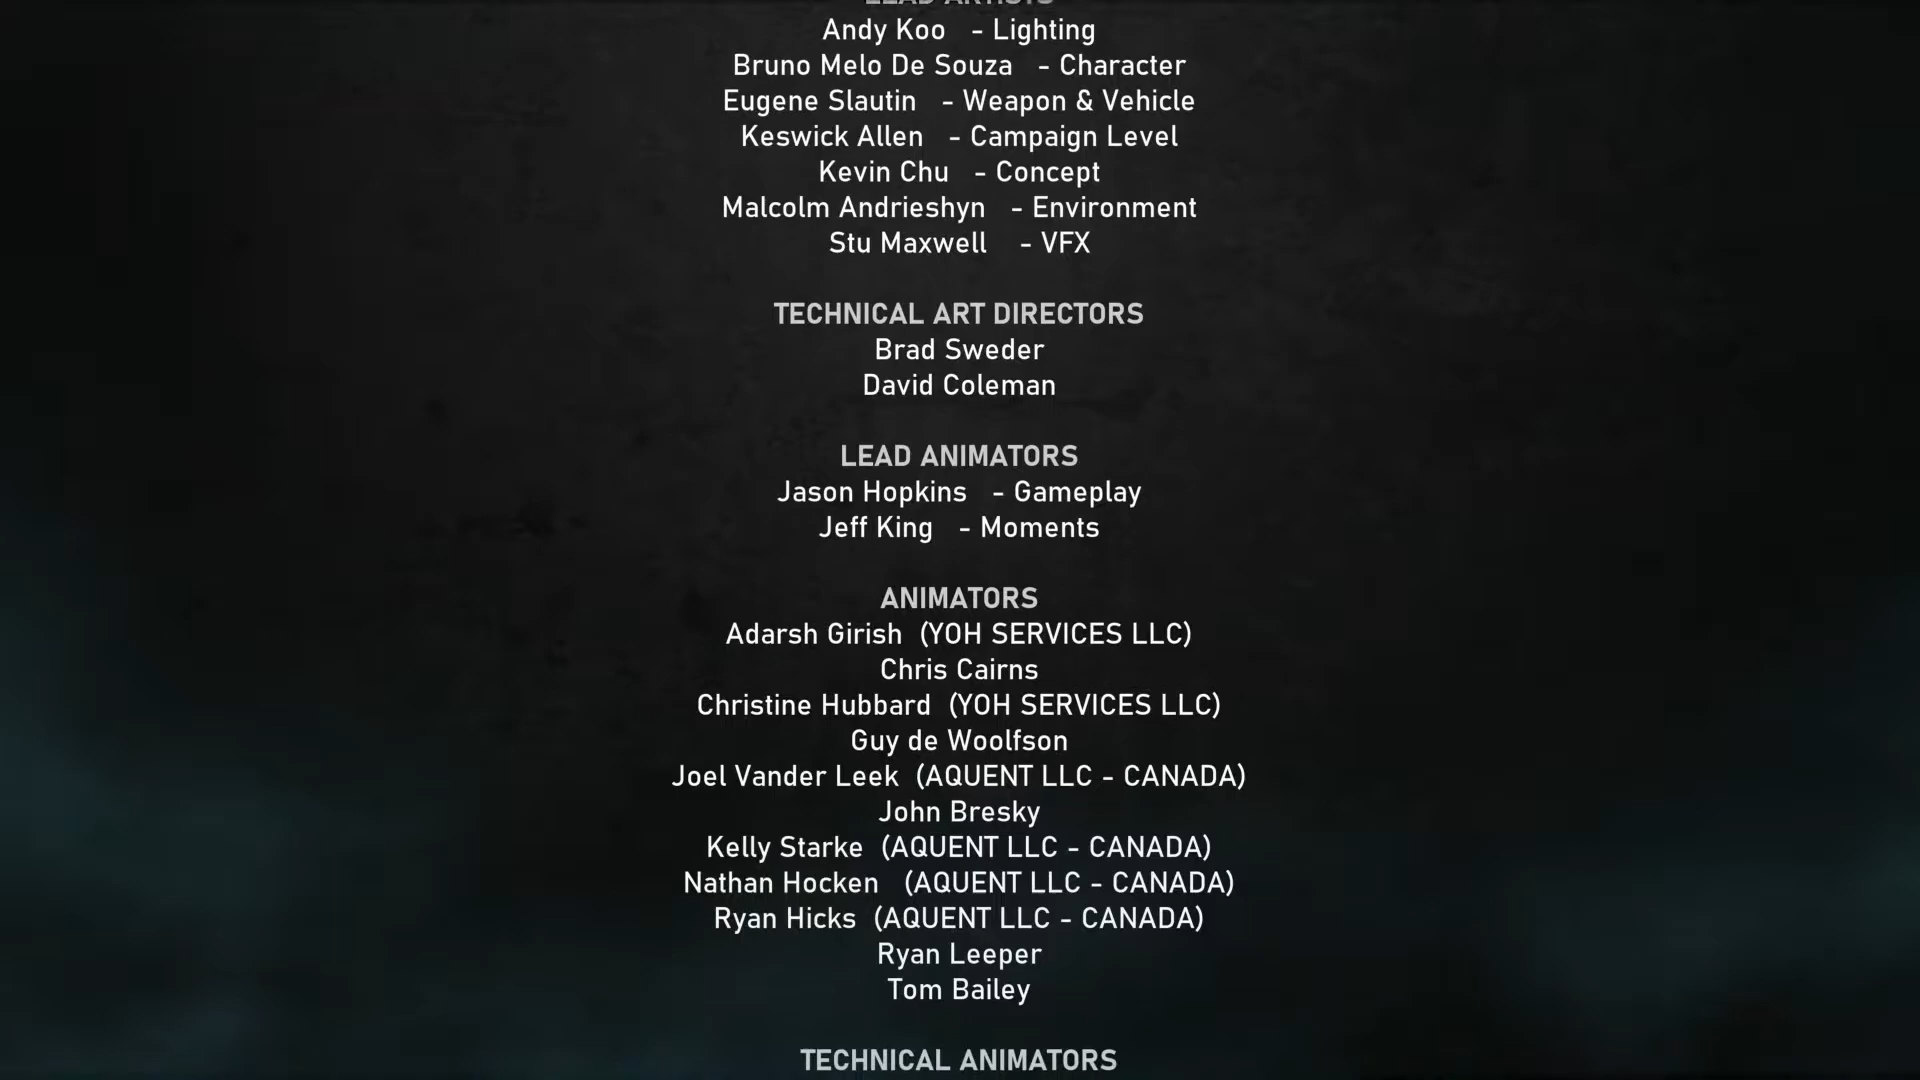 LEAD ARTISTS
Andy Koo - Lighting
Bruno Melo De Souza - Character
Eugene Slautin - Weapon & Vehicle
Keswick Allen - Campaign Level
Kevin Chu - Concept
Malcolm Andrieshyn - Environment
Stu Maxwell - VFX
TECHNICAL ART DIRECTORS
Brad Sweder
David Coleman
LEAD ANIMATORS
Jason Hopkins - Gameplay
Jeff King - Moments
ANIMATORS
Adarsh Girish (YOH SERVICES LLC)
Chris Cairns
Christine Hubbard (YOH SERVICES LLC)
Guy de Woolfson
Joel Vander Leek (AQUENT LLC - CANADA)
John Bresky
Kelly Starke (AQUENT LLC - CANADA)
Nathan Hocken (AQUENT LLC - CANADA)
Ryan Hicks (AQUENT LLC - CANADA)
Ryan Leeper
Tom Bailey
TECHNICAL ANIMATORS